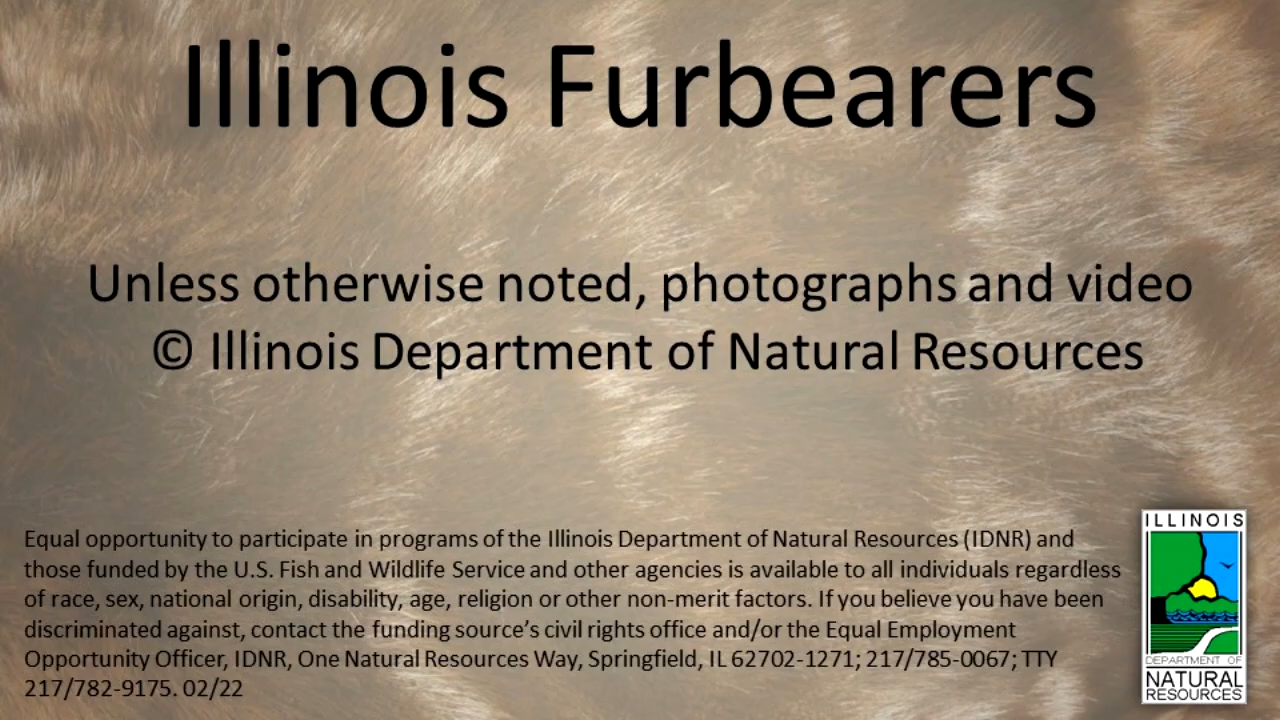 Illinois Furbearers
Unless otherwise noted, photographs and video
© Illinois Department of Natural Resources
Equal opportunity to participate in programs of the Illinois Department of Natural Resources (IDNR) and
those funded by the U.S. Fish and Wildlife Service and other agencies is available to all individuals regardless
of race, sex, national origin, disability, age, religion or other non-merit factors. If you believe you have been
discriminated against, contact the funding source's civil rights office and/or the Equal Employment
Opportunity Officer, IDNR, One Natural Resources Way, Springfield, IL 62702-1271; 217/785-0067; TTY
217/782-9175. 02/22
ILLINOIS
DEPARTMENT OF
NATURAL
RESOURCES